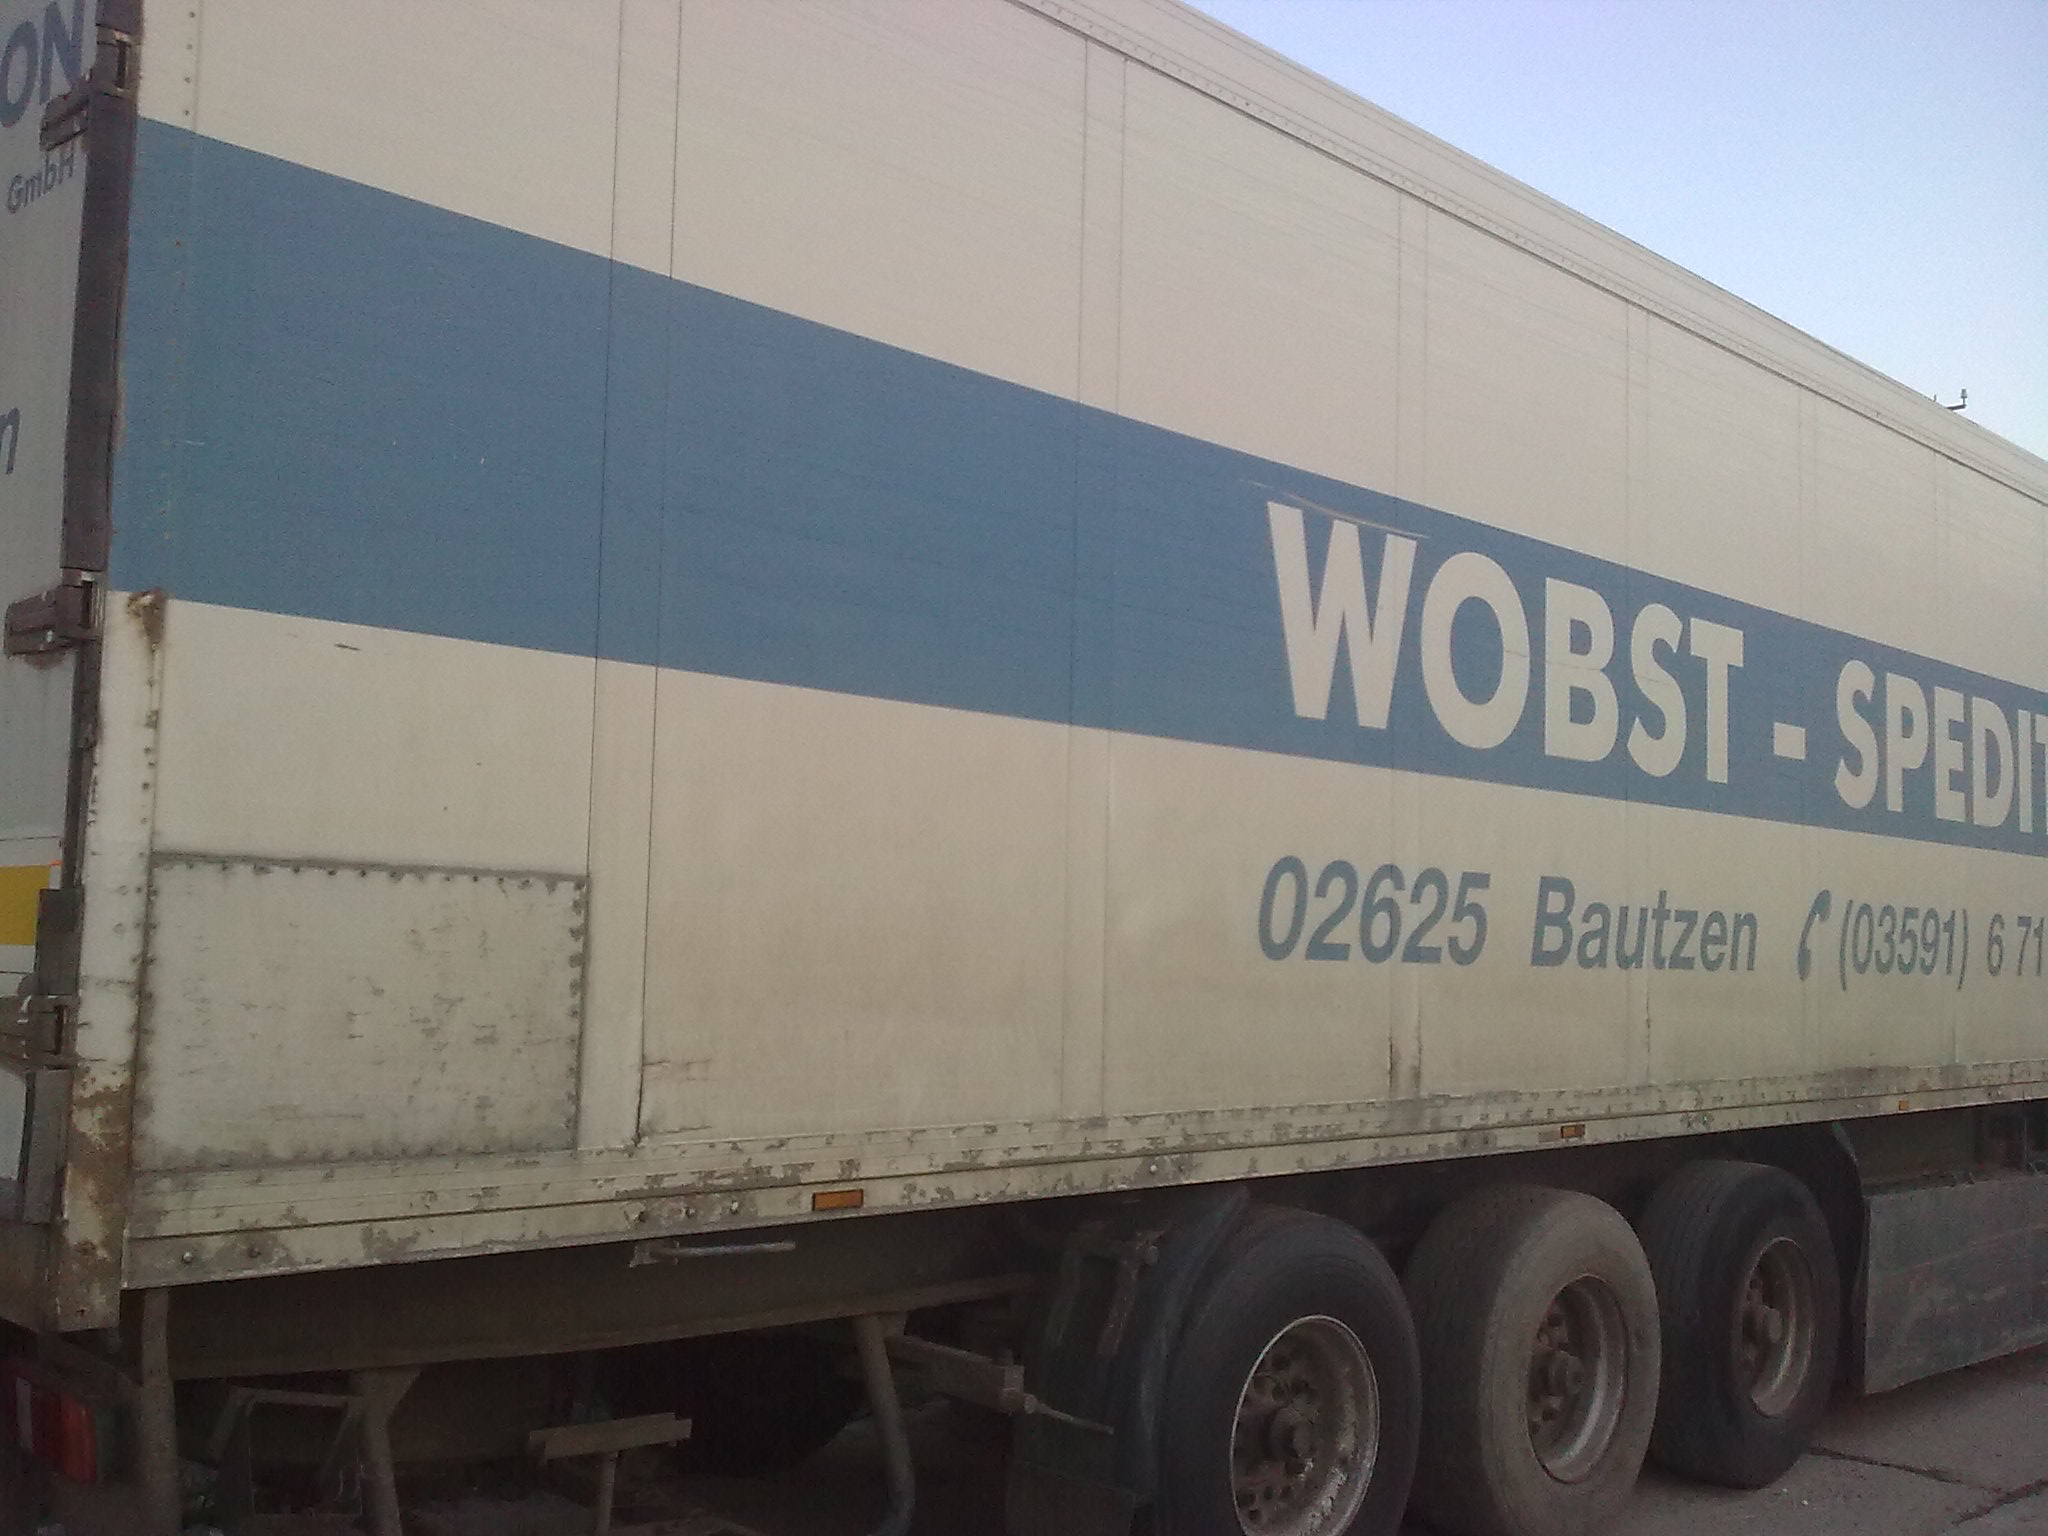 ON
GmbH
n
WOBST - SPEDIT
02625 Bautzen (03591) 6 71